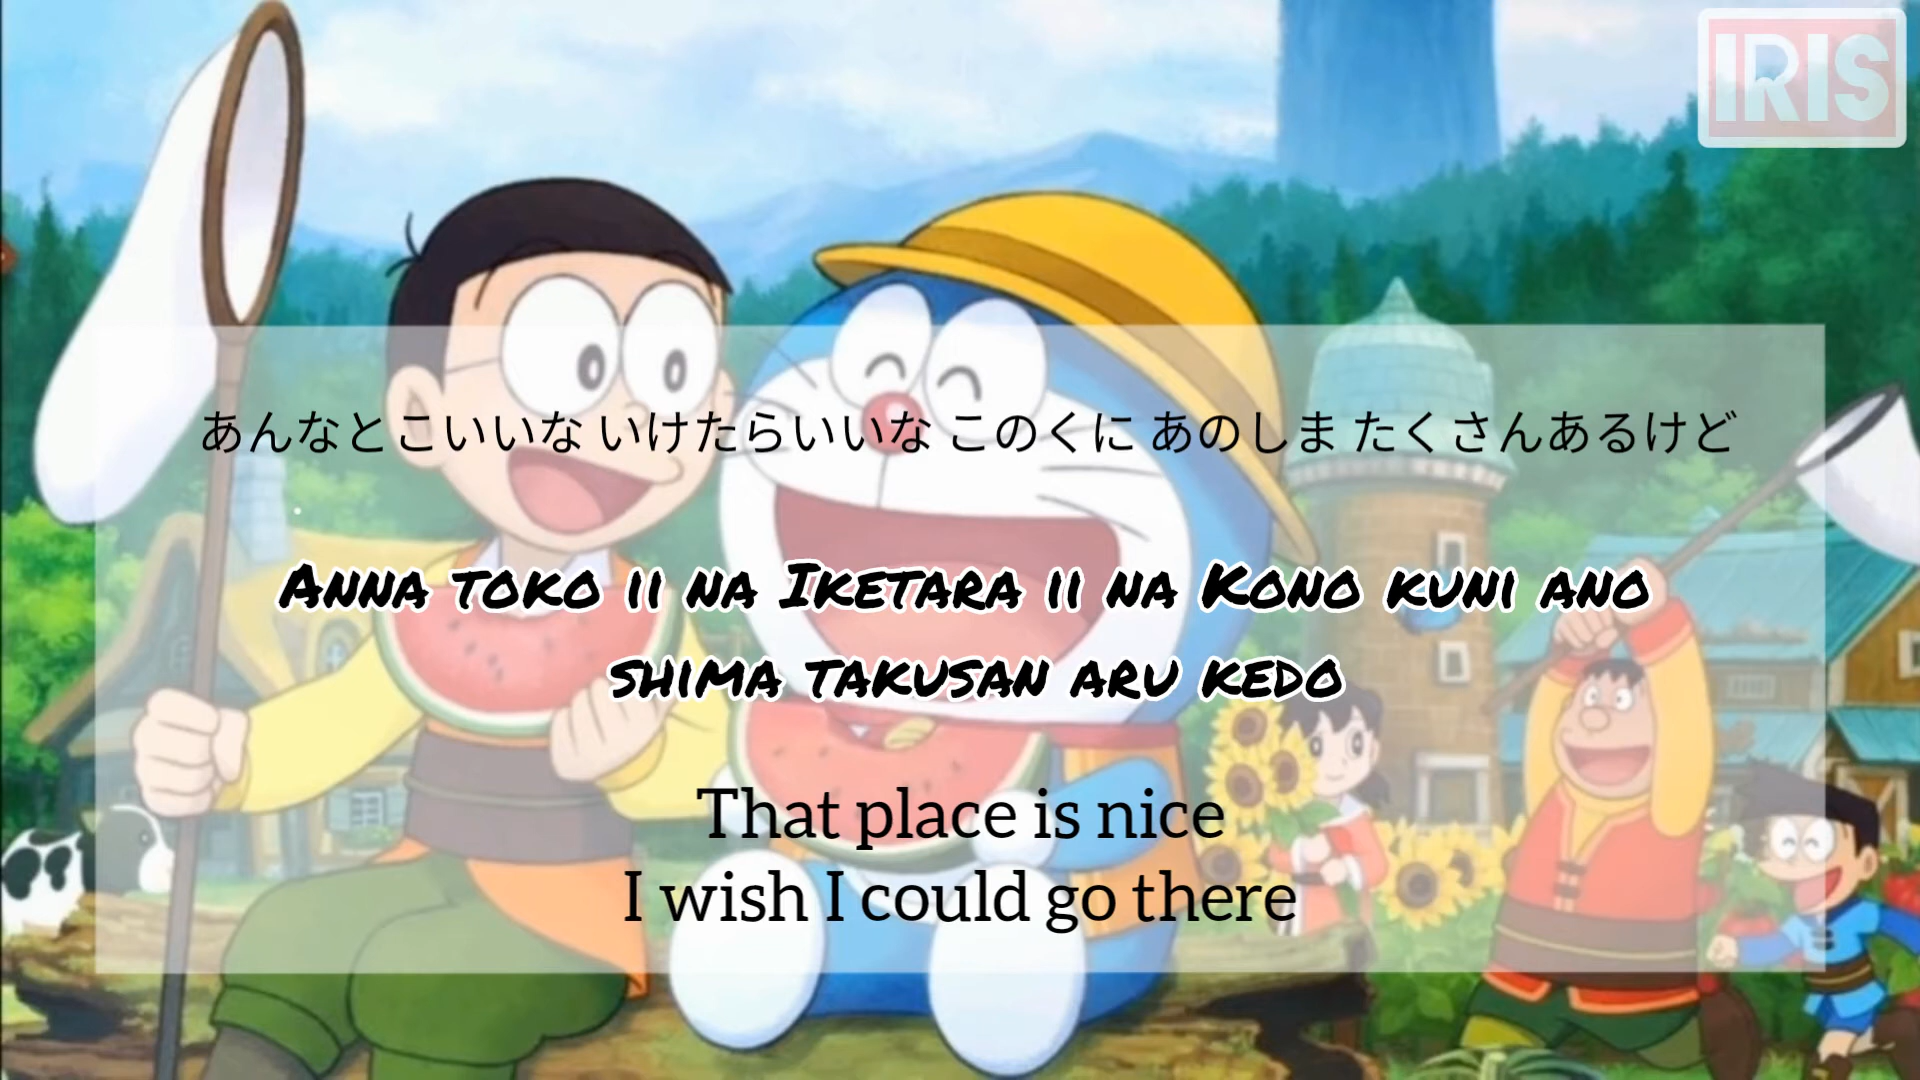 IRIS
あんなとこいいな いけたらいいな このくに あのしま たくさんあるけど
Anna toko ii na Iketara ii na Kono kuni ano
shima takusan aru kedo
That place is nice
I wish I could go there